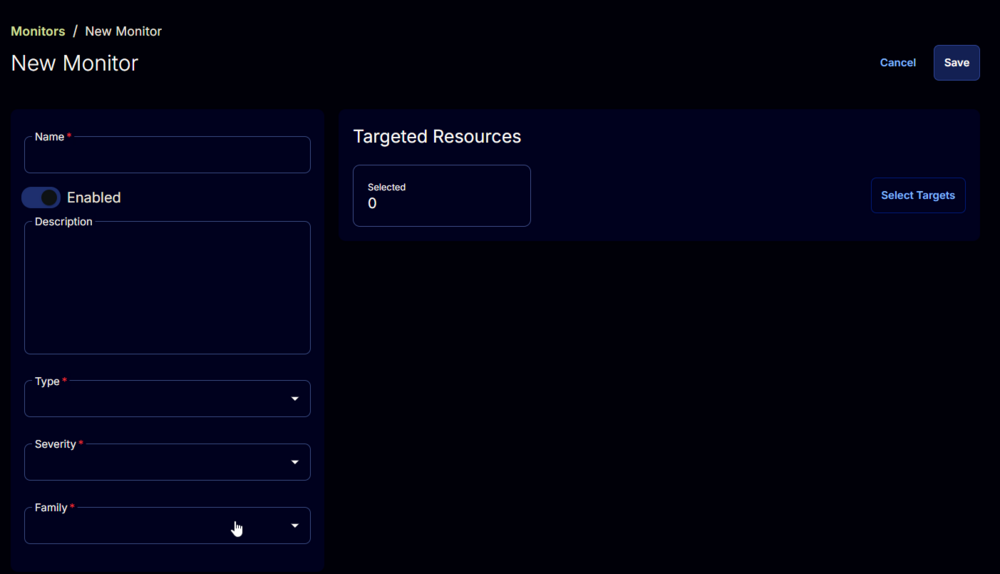 Monitors / New Monitor
New Monitor
Cancel
Save
Name *
Enabled
Description
Type *
Severity *
Family *
Targeted Resources
Selected
0
Select Targets